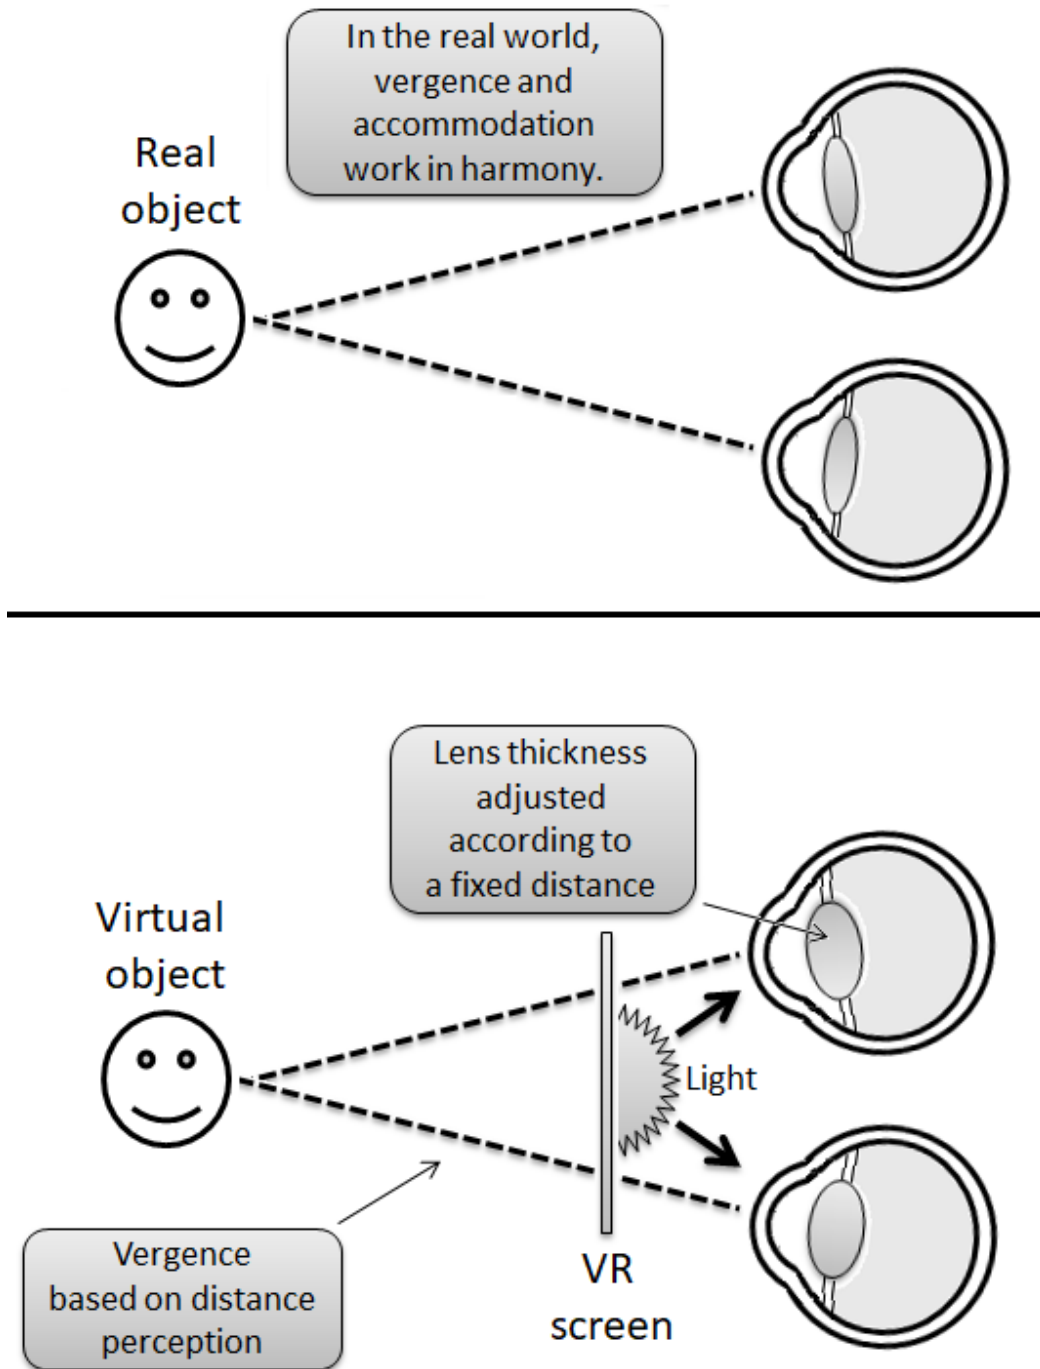 In the real world,
vergence and
accommodation
work in harmony.
Real
object
Lens thickness
adjusted
according to
a fixed distance
Virtual
object
Light
Vergence
based on distance
perception
VR
screen